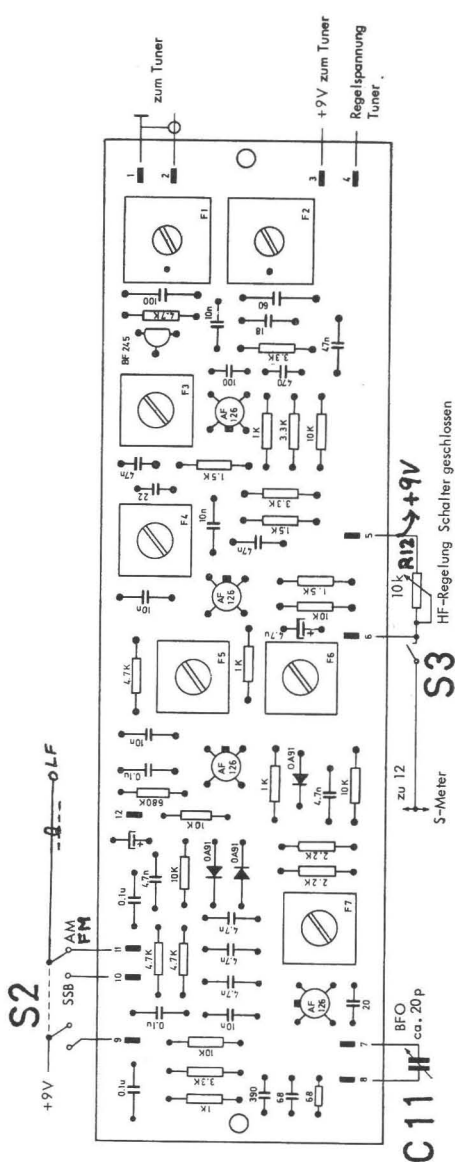 S2
+9V
LF
SSB
AM
FM
zum Tuner
9
10
11
12
1
2
0.1u
0.1u
0.1u
4.7n
680K
0.1u
10n
4.7K
10n
F4
22
47n
F3
BF 245
4.7K
100
F1
1K
3.3K
10K
10n
4.7K
4.7K
4.7n
4.7n
4.7n
10K
0A91
0A91
10K
AF
126
F5
1K
AF
126
10n
47n
1.5K
3.3K
1.5K
AF
126
100
10n
470
3.3K
18
60
F2
390
68
68
AF
126
20
F7
2.2K
2.2K
1K
0A91
4.7n
10K
F6
4.7u
+
10K
1.5K
1K
3.3K
10K
47n
8
7
6
5
3
4
C11
BFO
ca. 20p
zu 12
S-Meter
S3
10k
R12
+9V
HF-Regelung Schalter geschlossen
+9V zum Tuner
Regelspannung
Tuner